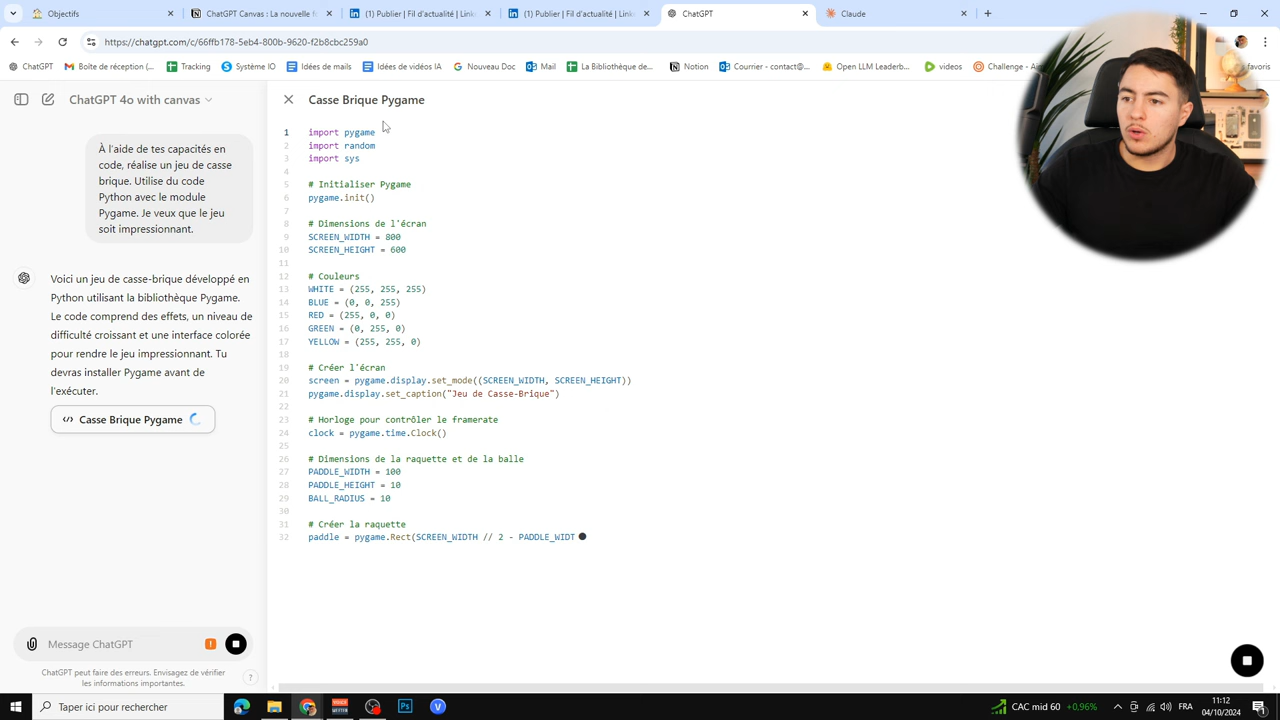 Objectifs
ChatGPT Canvas : La nouvelle f
(1) Publier | Fil d'actualité | Link
(1) Publier | Fil d'actualité | Link
ChatGPT
Claude
https://chatgpt.com/c/66ffb178-5eb4-800b-9620-f2b8cbc259a0
ChatGPT
Boîte de réception (...
Tracking
Système IO
Idées de mails
Idées de vidéos IA
Nouveau Doc
Mail
La Bibliothèque de...
Notion
Courrier - contact@...
Open LLM Leaderb...
videos
Challenge - Ai
favoris
ChatGPT 4o with canvas
Casse Brique Pygame
À l'aide de tes capacités en
code, réalise un jeu de casse
brique. Utilise du code
Python avec le module
Pygame. Je veux que le jeu
soit impressionnant.
Voici un jeu de casse-brique développé en
Python utilisant la bibliothèque Pygame.
Le code comprend des effets, un niveau de
difficulté croissant et une interface colorée
pour rendre le jeu impressionnant. Tu
devras installer Pygame avant de
l'exécuter.
Casse Brique Pygame
Message ChatGPT
ChatGPT peut faire des erreurs. Envisagez de vérifier
les informations importantes.
?
1 import pygame
2 import random
3 import sys
4
5 # Initialiser Pygame
6 pygame.init()
7
8 # Dimensions de l'écran
9 SCREEN_WIDTH = 800
10 SCREEN_HEIGHT = 600
11
12 # Couleurs
13 WHITE = (255, 255, 255)
14 BLUE = (0, 0, 255)
15 RED = (255, 0, 0)
16 GREEN = (0, 255, 0)
17 YELLOW = (255, 255, 0)
18
19 # Créer l'écran
20 screen = pygame.display.set_mode((SCREEN_WIDTH, SCREEN_HEIGHT))
21 pygame.display.set_caption("Jeu de Casse-Brique")
22
23 # Horloge pour contrôler le framerate
24 clock = pygame.time.Clock()
25
26 # Dimensions de la raquette et de la balle
27 PADDLE_WIDTH = 100
28 PADDLE_HEIGHT = 10
29 BALL_RADIUS = 10
30
31 # Créer la raquette
32 paddle = pygame.Rect(SCREEN_WIDTH // 2 - PADDLE_WIDT
Taper ici pour rechercher
Ps
V
CAC mid 60 +0,96%
FRA
11:12
04/10/2024